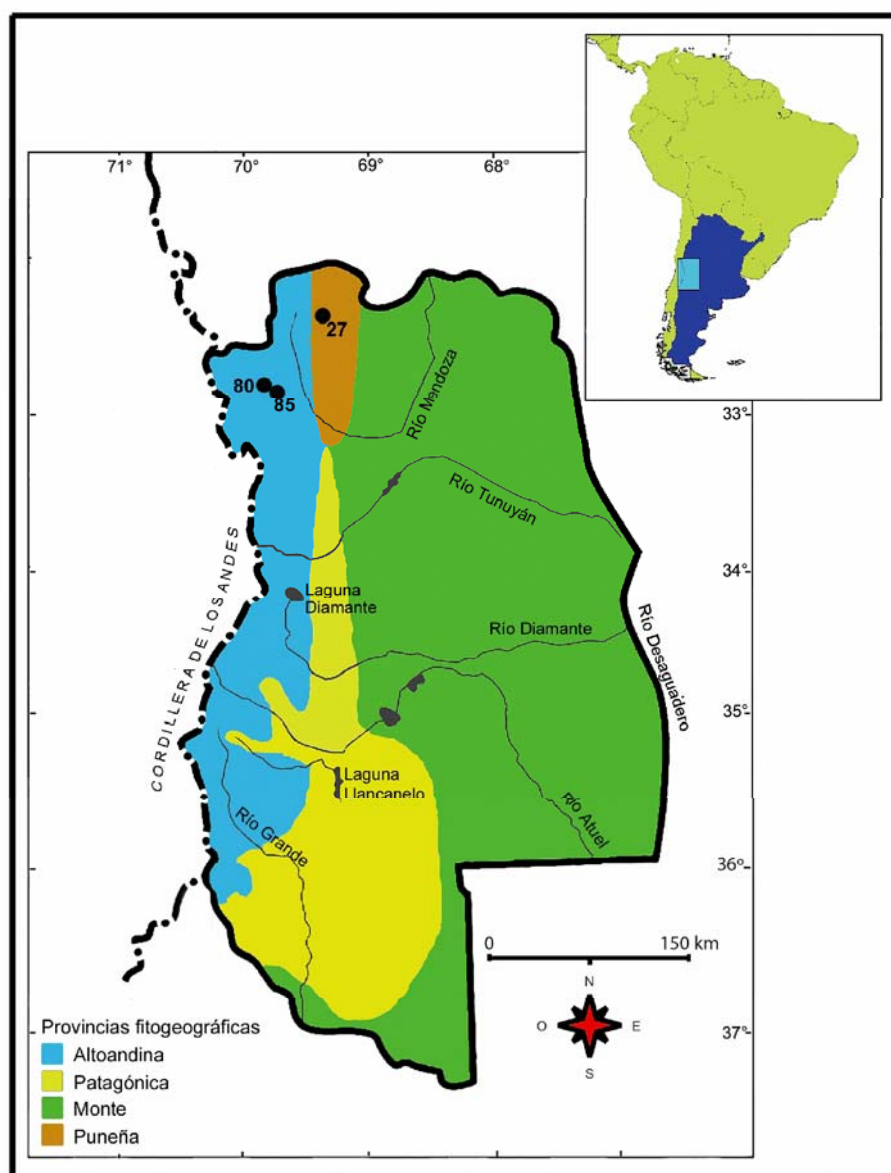 71°
70°
69°
68°
27
80
85
Río Mendoza
33°
Río Tunuyán
CORDILLERA DE LOS ANDES
34°
Laguna
Diamante
Río Diamante
Río Desaguadero
35°
Laguna
Llancanelo
Río Grande
Río Atuel
36°
0
150 km
N
O
E
S
37°
Provincias fitogeográficas
Altoandina
Patagónica
Monte
Puneña